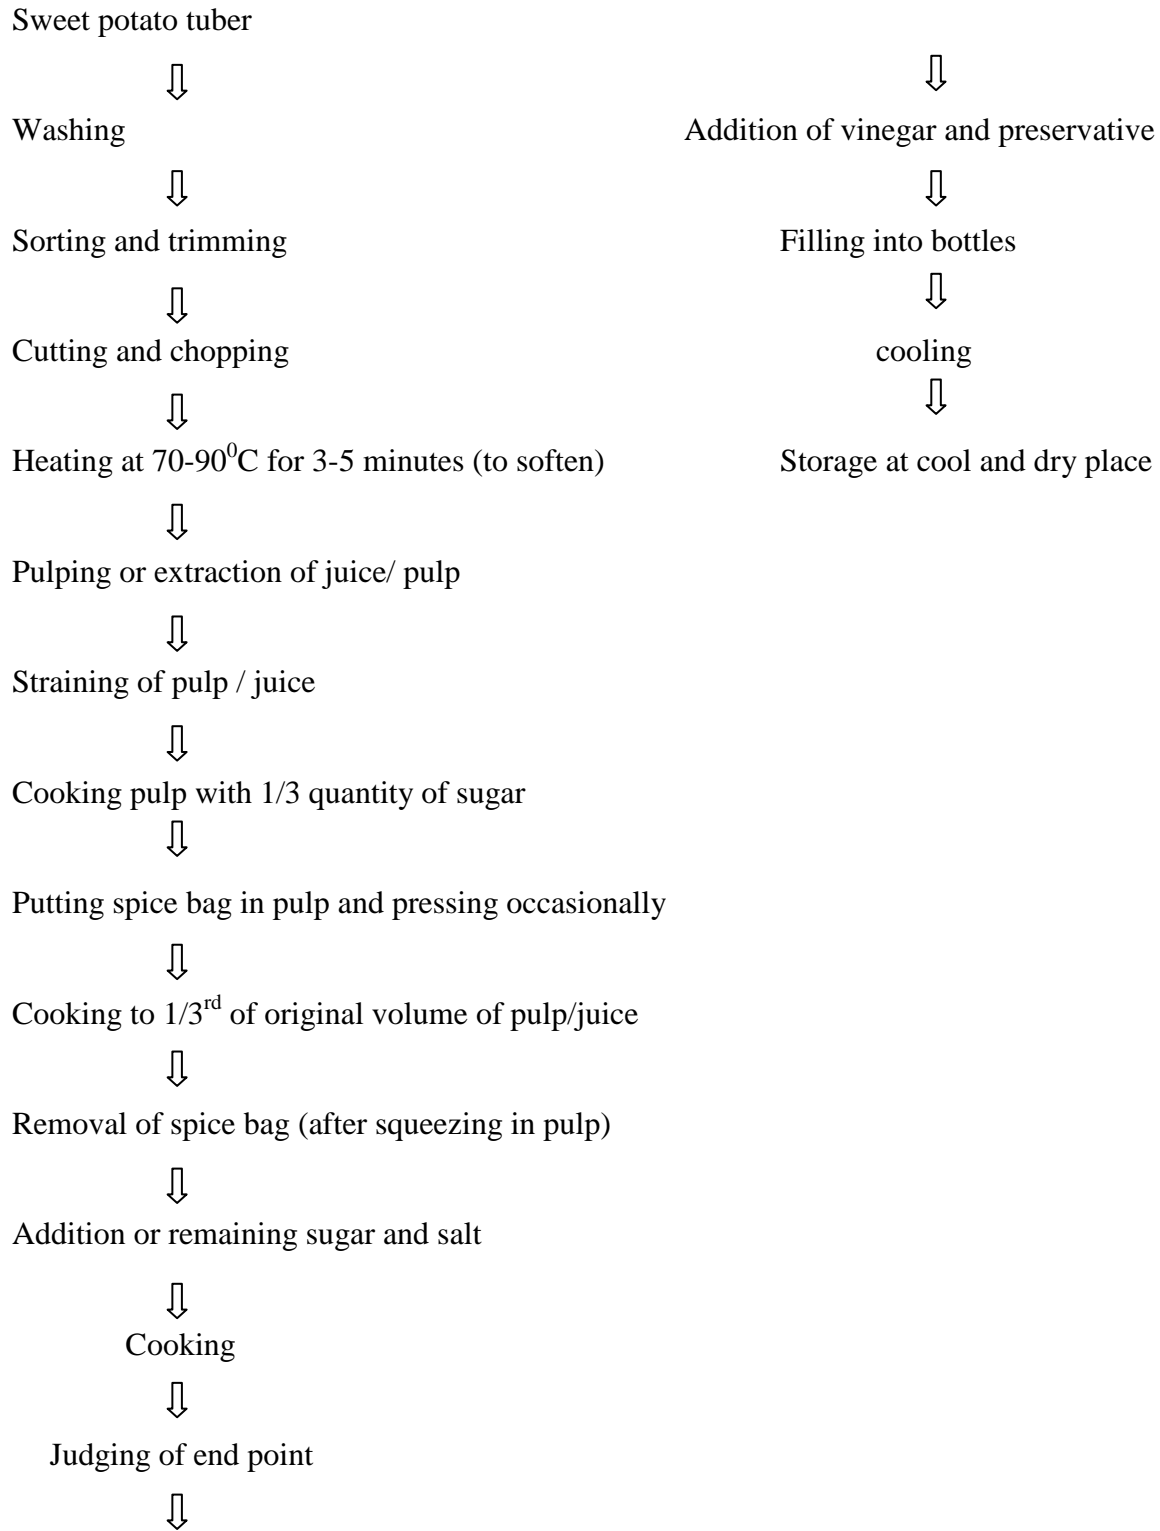 Sweet potato tuber
⇩
Washing
⇩
Sorting and trimming
⇩
Cutting and chopping
⇩
Heating at 70-90⁰C for 3-5 minutes (to soften)
⇩
Pulping or extraction of juice/ pulp
⇩
Straining of pulp / juice
⇩
Cooking pulp with 1/3 quantity of sugar
⇩
Putting spice bag in pulp and pressing occasionally
⇩
Cooking to 1/3ʳᵈ of original volume of pulp/juice
⇩
Removal of spice bag (after squeezing in pulp)
⇩
Addition or remaining sugar and salt
⇩
Cooking
⇩
Judging of end point
⇩
⇩
Addition of vinegar and preservative
⇩
Filling into bottles
⇩
cooling
⇩
Storage at cool and dry place